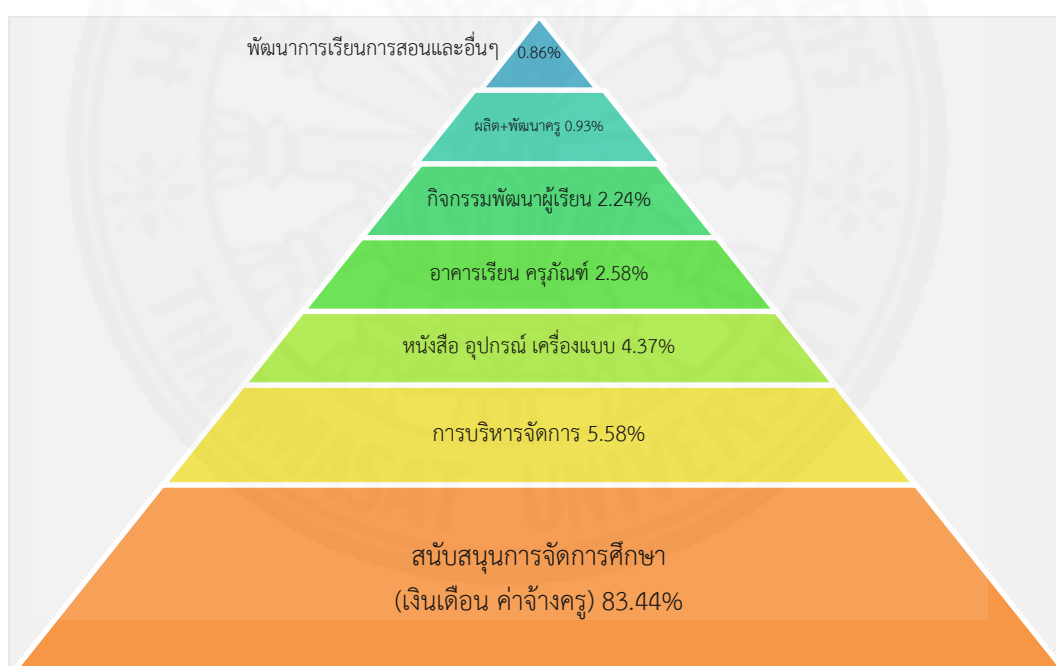 พัฒนาการเรียนการสอนและอื่นๆ 0.86%
ผลิต+พัฒนาครู 0.93%
กิจกรรมพัฒนาผู้เรียน 2.24%
อาคารเรียน ครุภัณฑ์ 2.58%
หนังสือ อุปกรณ์ เครื่องแบบ 4.37%
การบริหารจัดการ 5.58%
สนับสนุนการจัดการศึกษา
(เงินเดือน ค่าจ้างครู) 83.44%
THAMMASAT UNIVERSITY